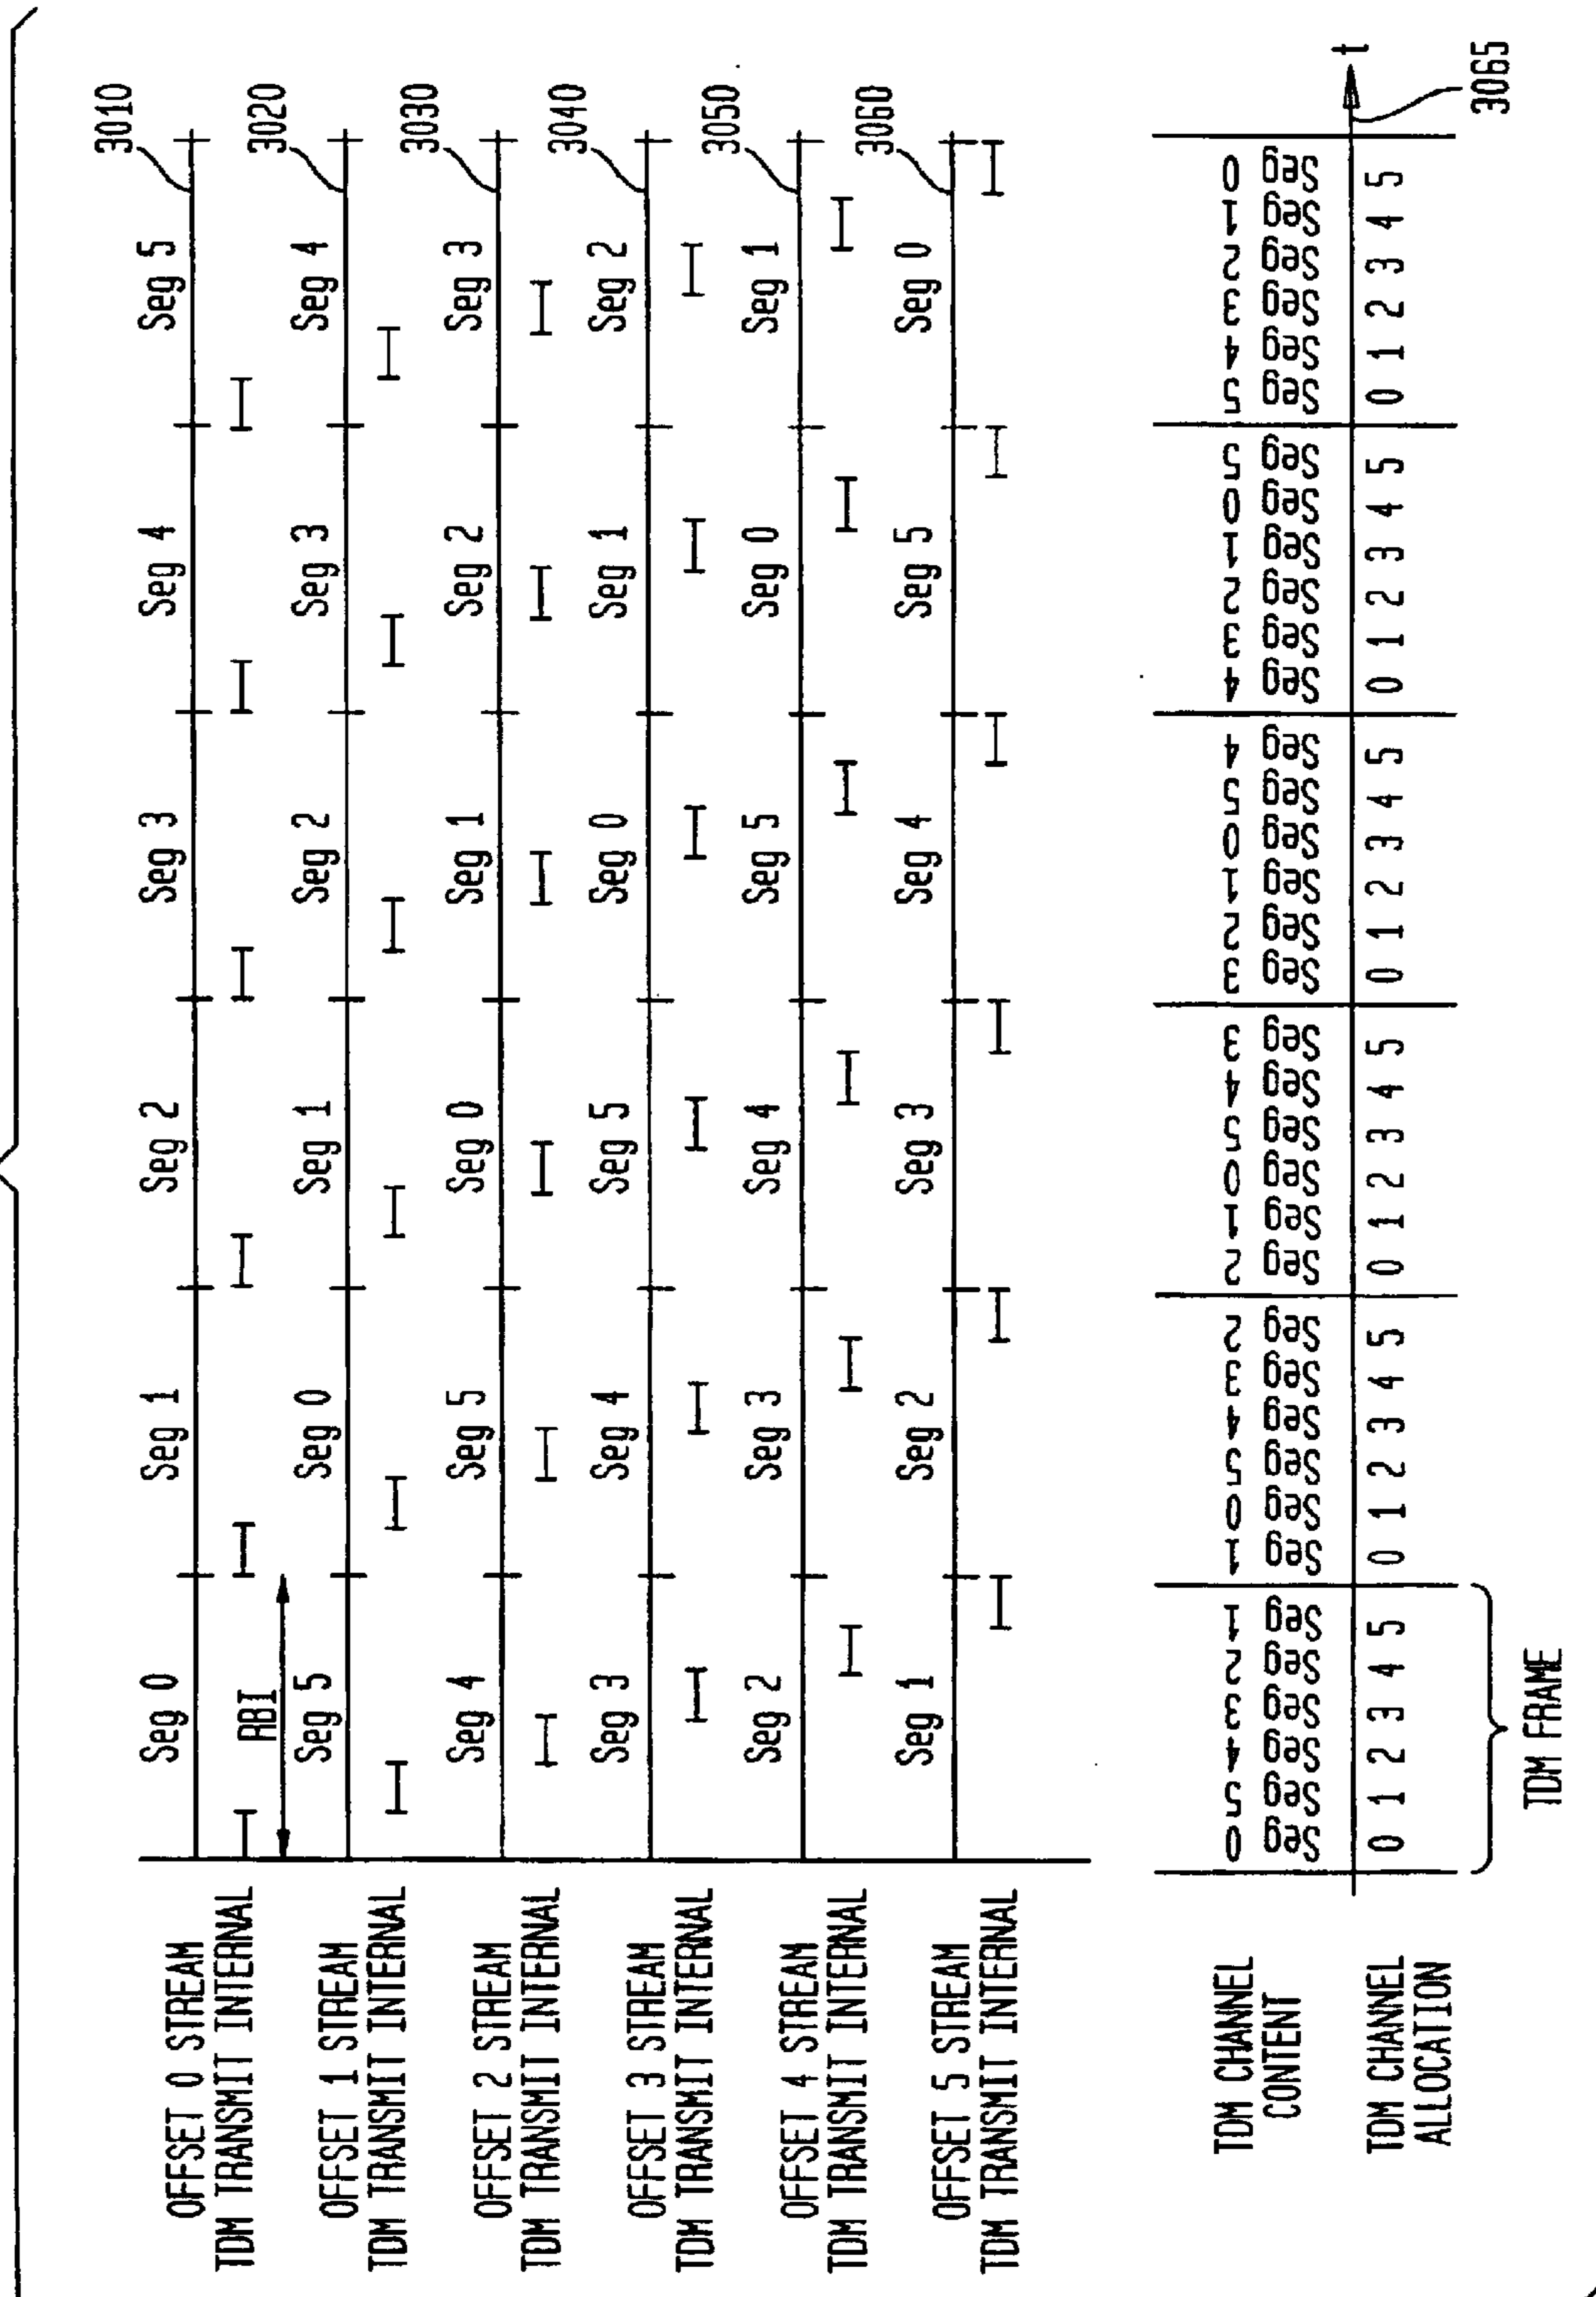 OFFSET 0 STREAM
TDM TRANSMIT INTERNAL
Seg 0 Seg 1 Seg 2 Seg 3 Seg 4 Seg 5 3010
RBI
OFFSET 1 STREAM
TDM TRANSMIT INTERNAL
Seg 5 Seg 0 Seg 1 Seg 2 Seg 3 Seg 4 3020
OFFSET 2 STREAM
TDM TRANSMIT INTERNAL
Seg 4 Seg 5 Seg 0 Seg 1 Seg 2 Seg 3 3030
OFFSET 3 STREAM
TDM TRANSMIT INTERNAL
Seg 3 Seg 4 Seg 5 Seg 0 Seg 1 Seg 2 3040
OFFSET 4 STREAM
TDM TRANSMIT INTERNAL
Seg 2 Seg 3 Seg 4 Seg 5 Seg 0 Seg 1 3050
OFFSET 5 STREAM
TDM TRANSMIT INTERNAL
Seg 1 Seg 2 Seg 3 Seg 4 Seg 5 Seg 0 3060
TDM CHANNEL
CONTENT
Seg 0 Seg 5 Seg 4 Seg 3 Seg 2 Seg 1
Seg 1 Seg 0 Seg 5 Seg 4 Seg 3 Seg 2
Seg 2 Seg 1 Seg 0 Seg 5 Seg 4 Seg 3
Seg 3 Seg 2 Seg 1 Seg 0 Seg 5 Seg 4
Seg 4 Seg 3 Seg 2 Seg 1 Seg 0 Seg 5
Seg 5 Seg 4 Seg 3 Seg 2 Seg 1 Seg 0
t
3065
TDM CHANNEL
ALLOCATION
0 1 2 3 4 5 0 1 2 3 4 5 0 1 2 3 4 5 0 1 2 3 4 5 0 1 2 3 4 5 0 1 2 3 4 5
TDM FRAME